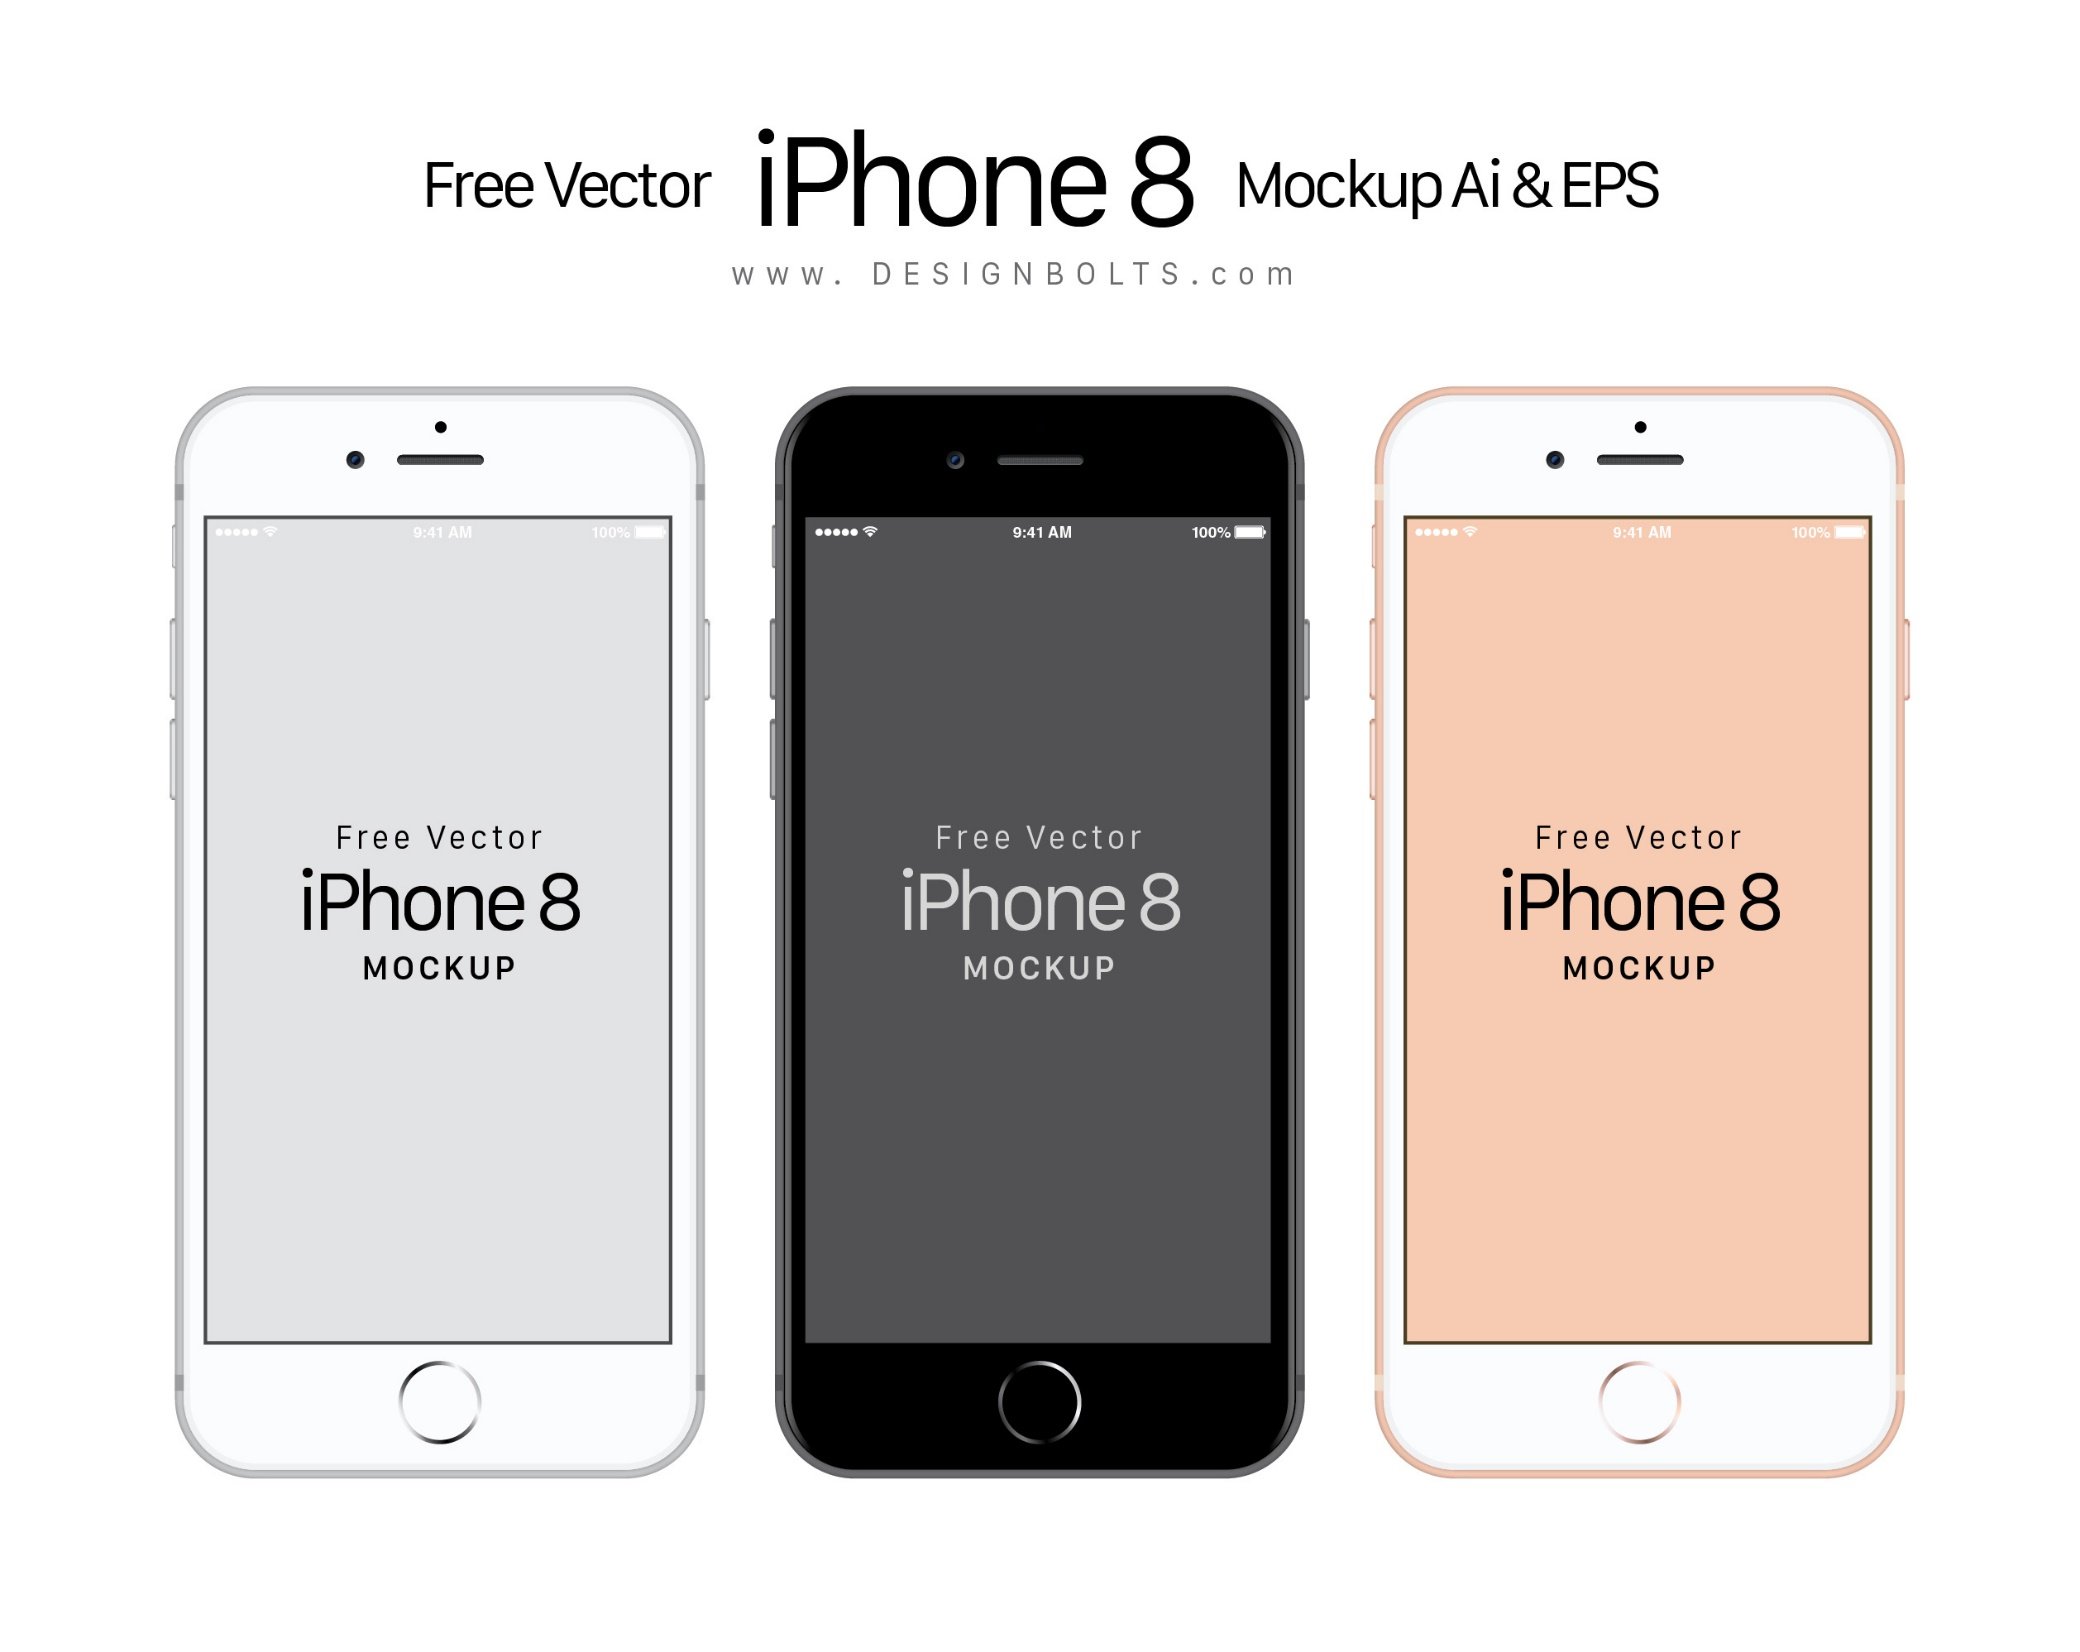 Free Vector iPhone 8 Mockup Ai & EPS
www. DESIGNBOLTS.com
9:41 AM 100%
Free Vector
iPhone 8
MOCKUP
9:41 AM 100%
Free Vector
iPhone 8
MOCKUP
9:41 AM 100%
Free Vector
iPhone 8
MOCKUP